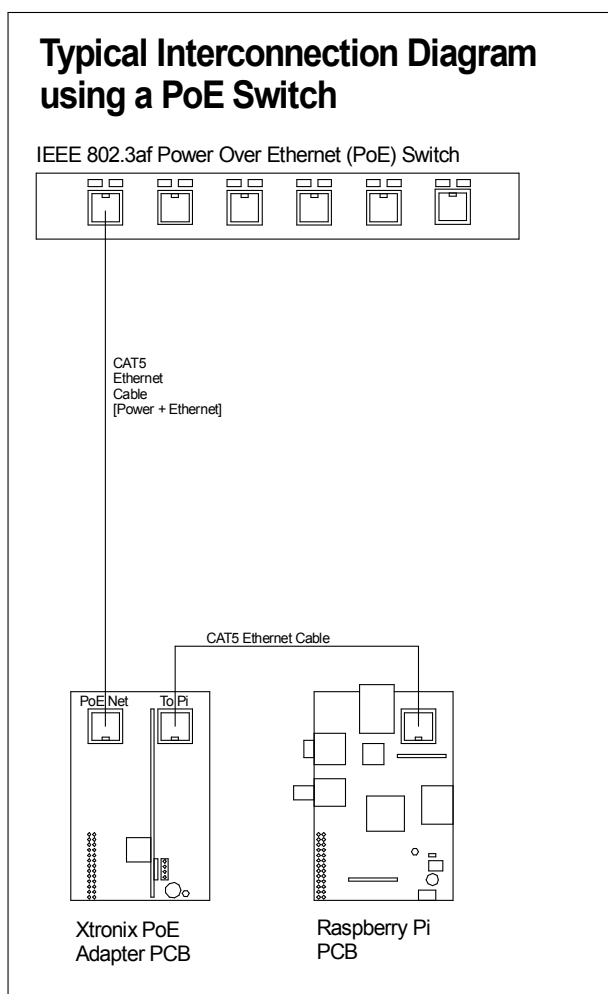 Typical Interconnection Diagram
using a PoE Switch
IEEE 802.3af Power Over Ethernet (PoE) Switch
CAT5
Ethernet
Cable
[Power + Ethernet]
CAT5 Ethernet Cable
PoE Net
To Pi
Xtronix PoE
Adapter PCB
Raspberry Pi
PCB